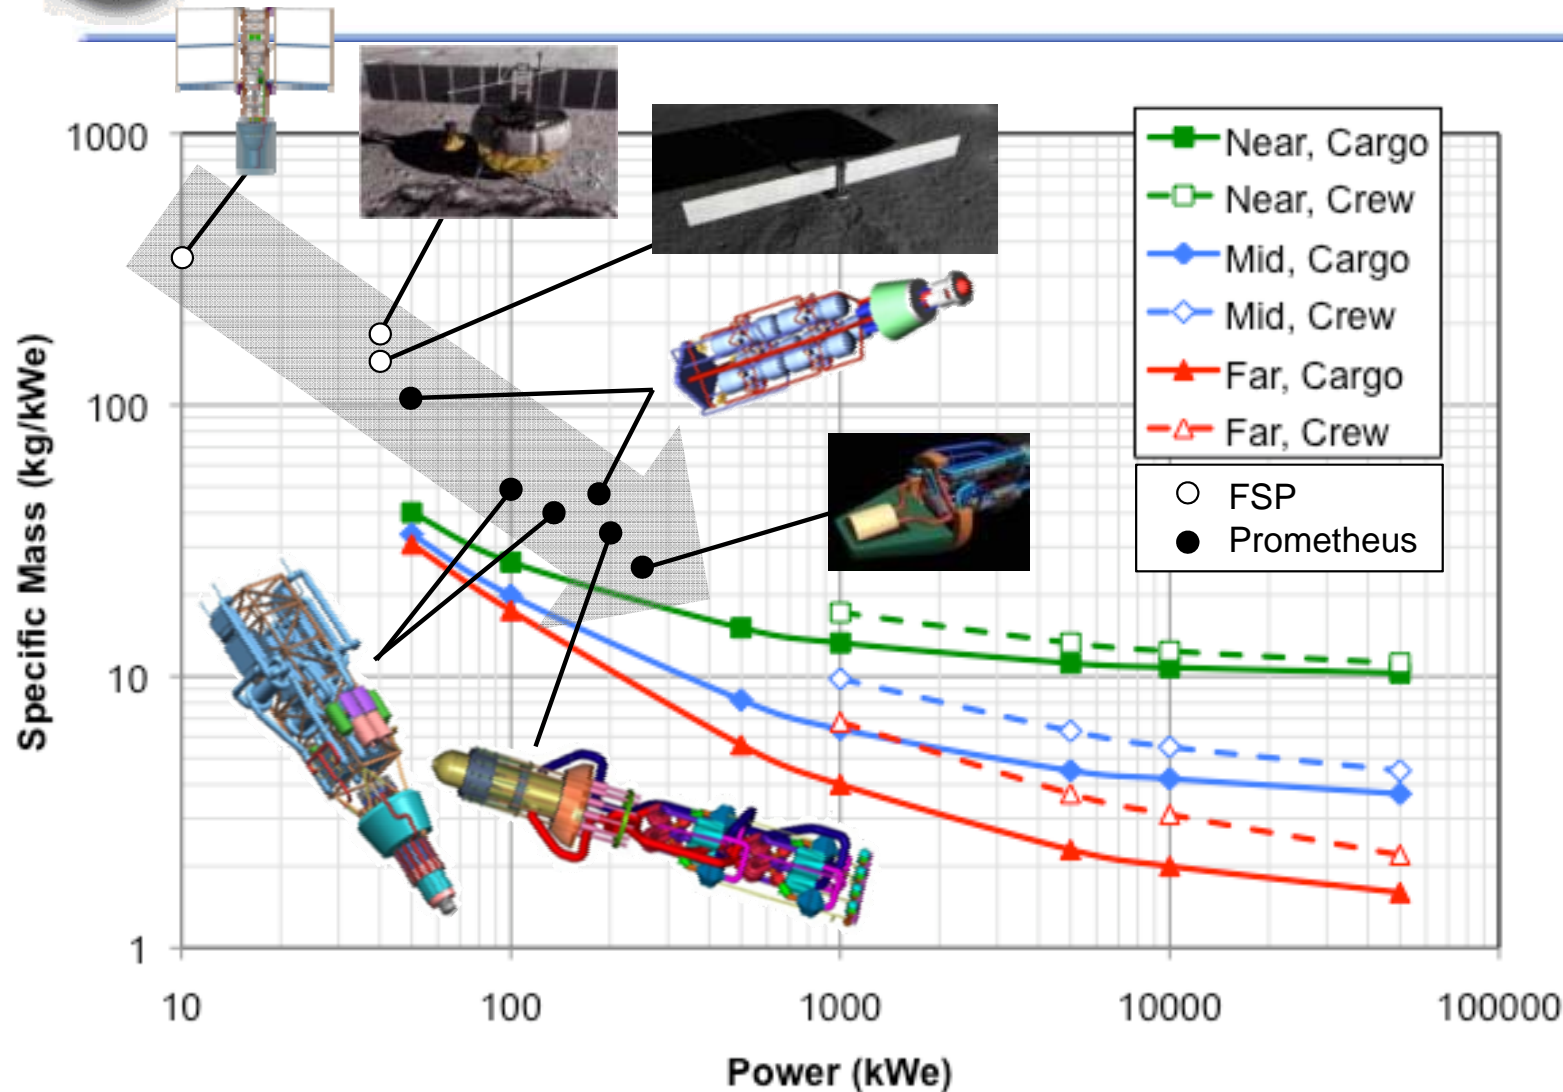 1000
100
10
1
Specific Mass (kg/kWe)
10
100
1000
10000
100000
Power (kWe)
Near, Cargo
Near, Crew
Mid, Cargo
Mid, Crew
Far, Cargo
Far, Crew
FSP
Prometheus